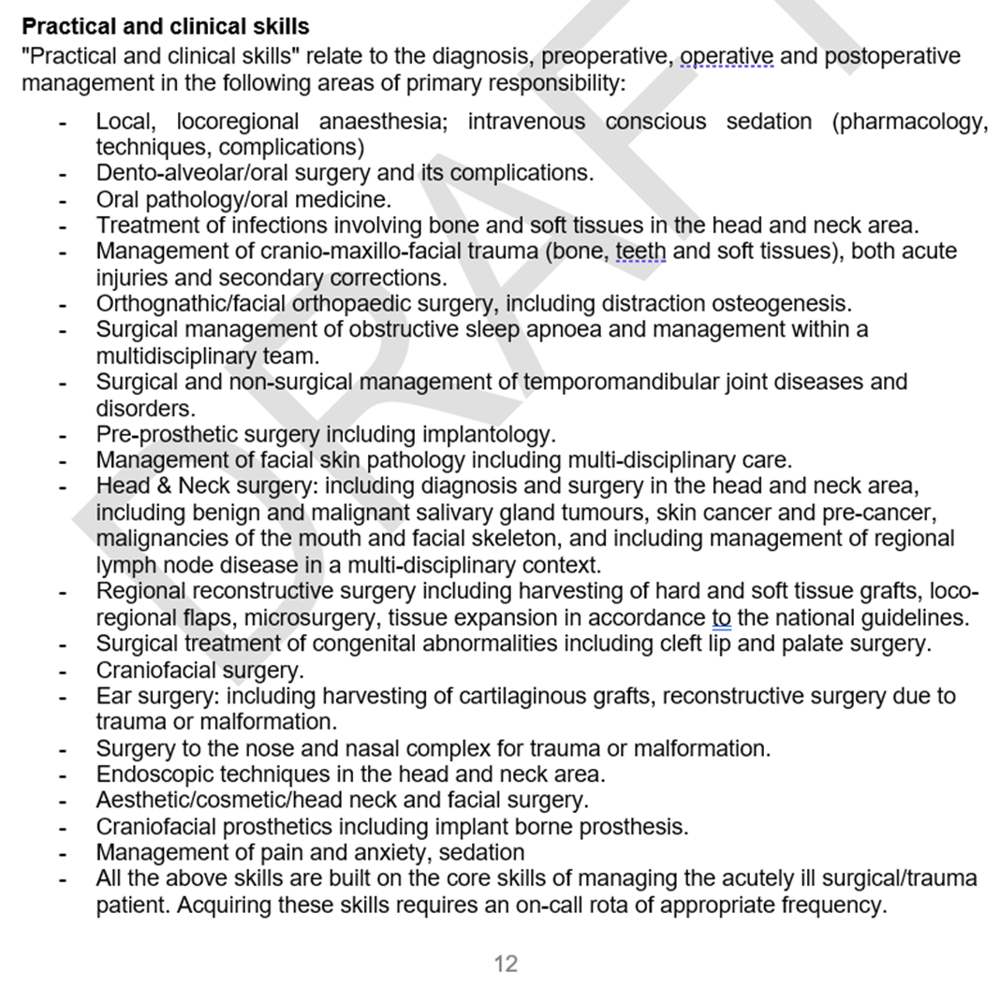 Practical and clinical skills
"Practical and clinical skills" relate to the diagnosis, preoperative, operative and postoperative
management in the following areas of primary responsibility:
- Local, locoregional anaesthesia; intravenous conscious sedation (pharmacology,
techniques, complications)
- Dento-alveolar/oral surgery and its complications.
- Oral pathology/oral medicine.
- Treatment of infections involving bone and soft tissues in the head and neck area.
- Management of cranio-maxillo-facial trauma (bone, teeth and soft tissues), both acute
injuries and secondary corrections.
- Orthognathic/facial orthopaedic surgery, including distraction osteogenesis.
- Surgical management of obstructive sleep apnoea and management within a
multidisciplinary team.
- Surgical and non-surgical management of temporomandibular joint diseases and
disorders.
- Pre-prosthetic surgery including implantology.
- Management of facial skin pathology including multi-disciplinary care.
- Head & Neck surgery: including diagnosis and surgery in the head and neck area,
including benign and malignant salivary gland tumours, skin cancer and pre-cancer,
malignancies of the mouth and facial skeleton, and including management of regional
lymph node disease in a multi-disciplinary context.
- Regional reconstructive surgery including harvesting of hard and soft tissue grafts, loco-
regional flaps, microsurgery, tissue expansion in accordance to the national guidelines.
- Surgical treatment of congenital abnormalities including cleft lip and palate surgery.
- Craniofacial surgery.
- Ear surgery: including harvesting of cartilaginous grafts, reconstructive surgery due to
trauma or malformation.
- Surgery to the nose and nasal complex for trauma or malformation.
- Endoscopic techniques in the head and neck area.
- Aesthetic/cosmetic/head neck and facial surgery.
- Craniofacial prosthetics including implant borne prosthesis.
- Management of pain and anxiety, sedation
- All the above skills are built on the core skills of managing the acutely ill surgical/trauma
patient. Acquiring these skills requires an on-call rota of appropriate frequency.
12
DRAFT